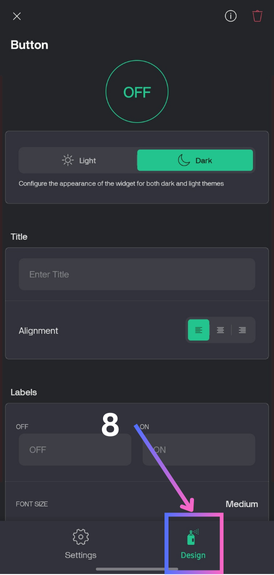 Button
OFF
Light
Dark
Configure the appearance of the widget for both dark and light themes
Title
Enter Title
Alignment
Labels
8
OFF
ON
OFF
ON
FONT SIZE
Medium
Settings
Design